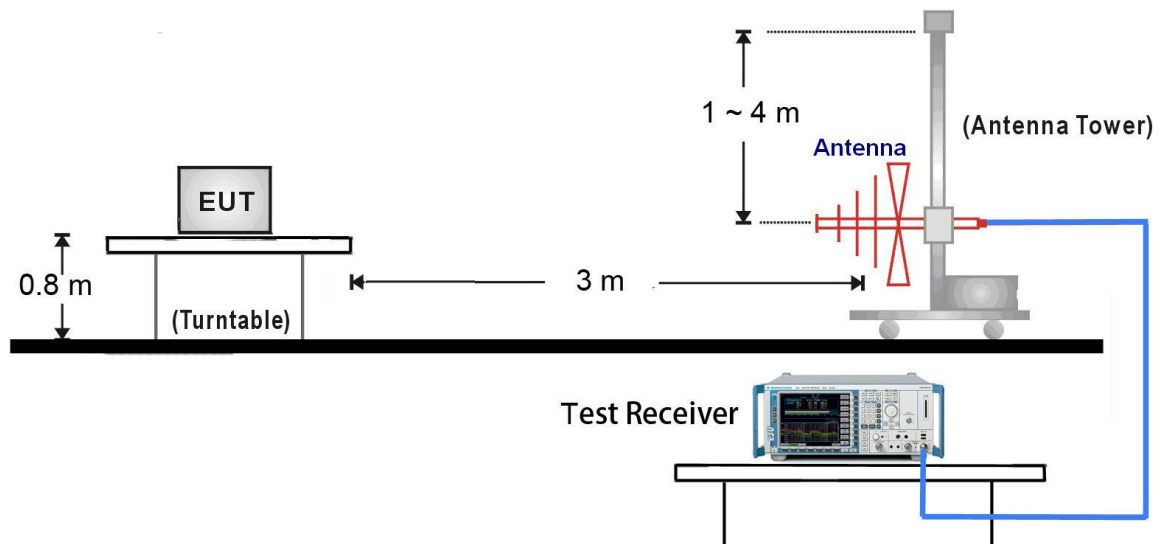 1 ~ 4 m
(Antenna Tower)
Antenna
EUT
0.8 m
3 m
(Turntable)
Test Receiver